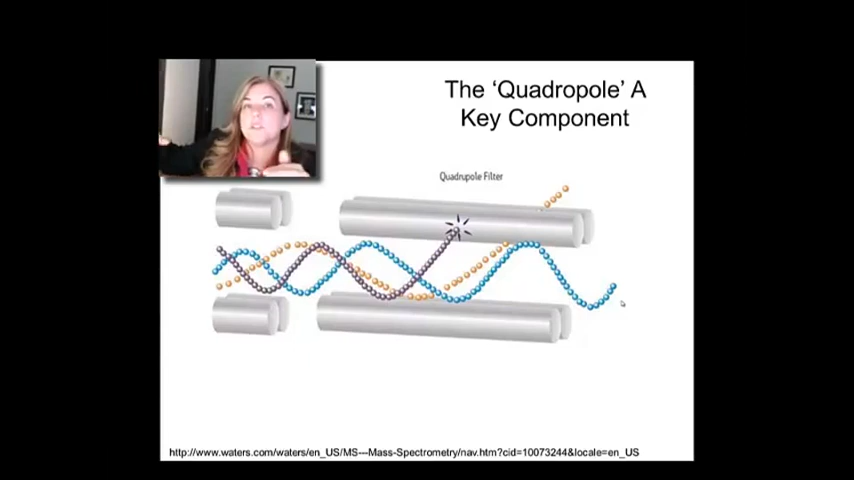 The ‘Quadropole’ A
Key Component
Quadrupole Filter
http://www.waters.com/waters/en_US/MS---Mass-Spectrometry/nav.htm?cid=10073244&locale=en_US